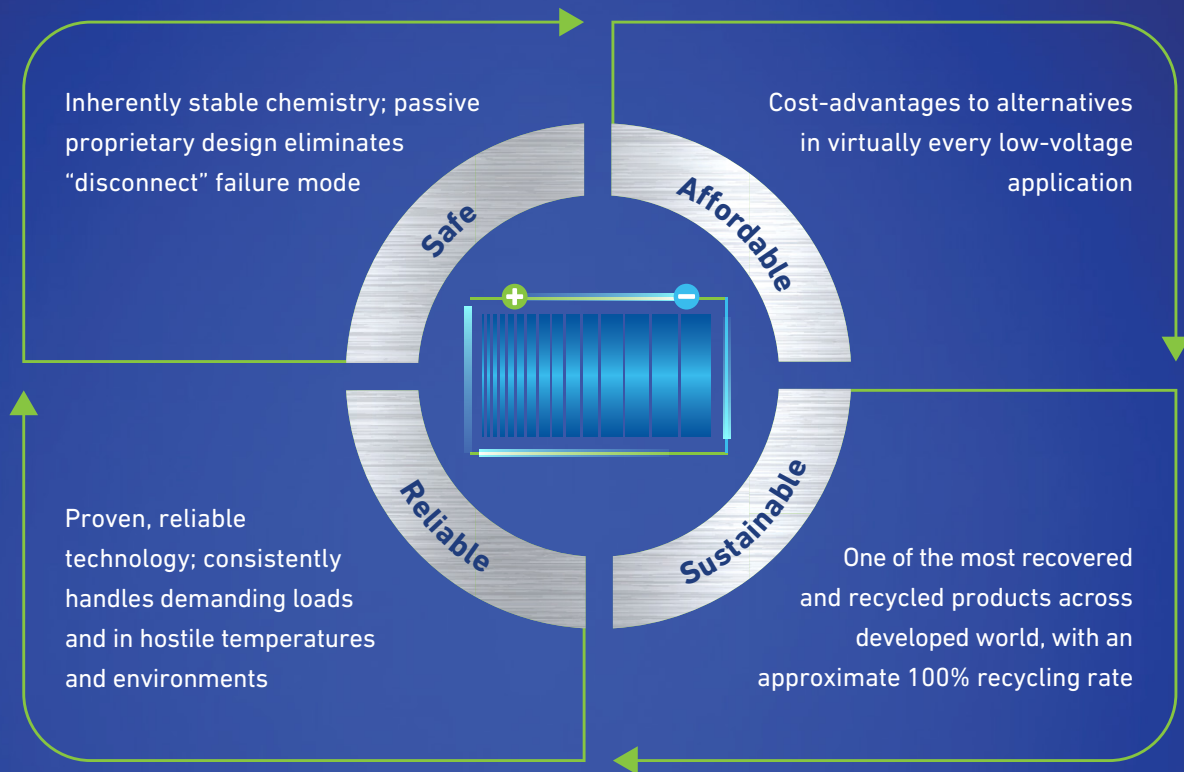 Inherently stable chemistry; passive
proprietary design eliminates
“disconnect” failure mode
Safe
Cost-advantages to alternatives
in virtually every low-voltage
application
Affordable
+
−
Proven, reliable
technology; consistently
handles demanding loads
and in hostile temperatures
and environments
Reliable
One of the most recovered
and recycled products across
developed world, with an
approximate 100% recycling rate
Sustainable